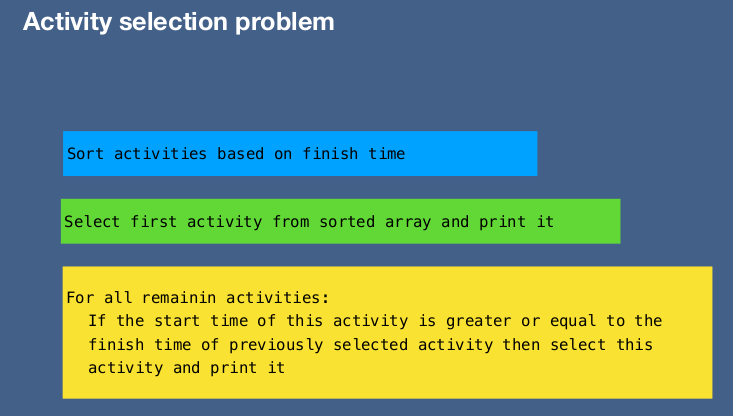 Activity selection problem
Sort activities based on finish time
Select first activity from sorted array and print it
For all remainin activities:
If the start time of this activity is greater or equal to the
finish time of previously selected activity then select this
activity and print it